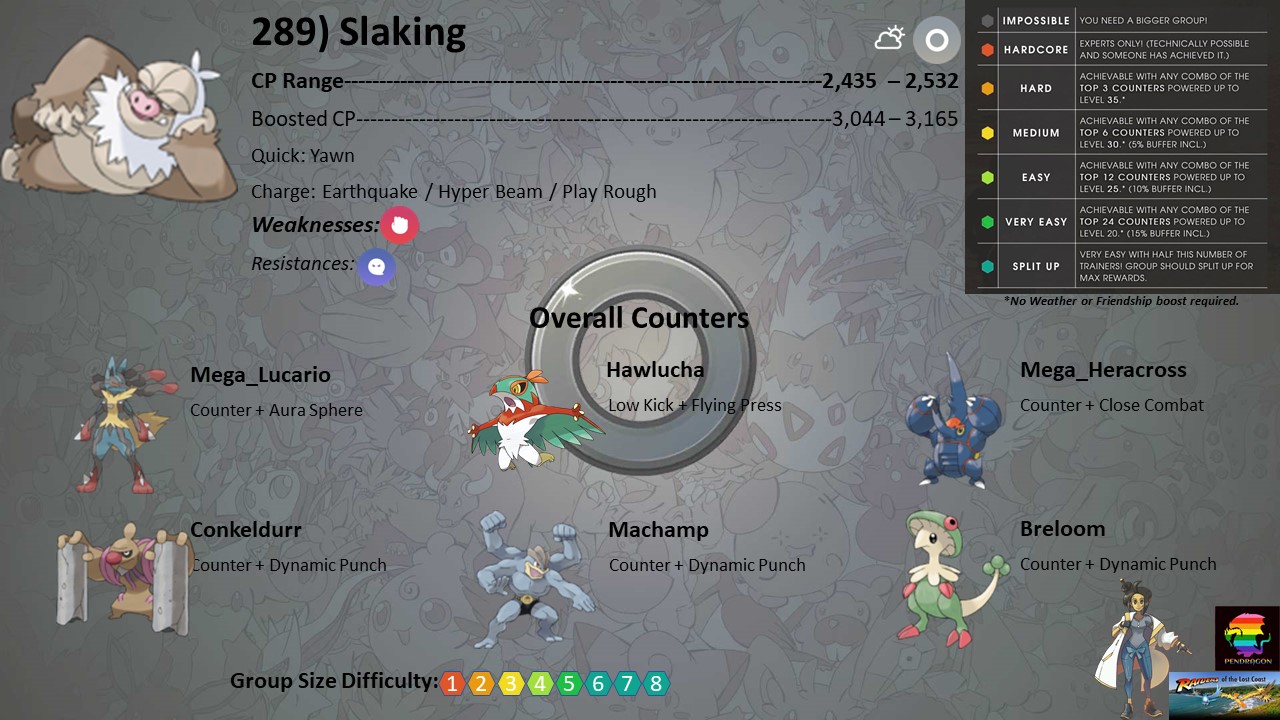 289) Slaking
CP Range--------------------------------------------------------------------------------2,435 – 2,532
Boosted CP--------------------------------------------------------------------------------3,044 – 3,165
Quick: Yawn
Charge: Earthquake / Hyper Beam / Play Rough
Weaknesses:
Resistances:
IMPOSSIBLE YOU NEED A BIGGER GROUP!
HARDCORE EXPERTS ONLY! (TECHNICALLY POSSIBLE
AND SOMEONE HAS ACHIEVED IT.)
HARD ACHIEVABLE WITH ANY COMBO OF THE
TOP 3 COUNTERS POWERED UP TO
LEVEL 35.*
MEDIUM ACHIEVABLE WITH ANY COMBO OF THE
TOP 6 COUNTERS POWERED UP TO
LEVEL 30.* (5% BUFFER INCL.)
EASY ACHIEVABLE WITH ANY COMBO OF THE
TOP 12 COUNTERS POWERED UP TO
LEVEL 25.* (10% BUFFER INCL.)
VERY EASY ACHIEVABLE WITH ANY COMBO OF THE
TOP 24 COUNTERS POWERED UP TO
LEVEL 20.* (15% BUFFER INCL.)
SPLIT UP VERY EASY WITH HALF THIS NUMBER OF
TRAINERS! GROUP SHOULD SPLIT UP FOR
MAX REWARDS.
*No Weather or Friendship boost required.
Overall Counters
Mega_Lucario
Counter + Aura Sphere
Hawlucha
Low Kick + Flying Press
Mega_Heracross
Counter + Close Combat
Conkeldurr
Counter + Dynamic Punch
Machamp
Counter + Dynamic Punch
Breloom
Counter + Dynamic Punch
Group Size Difficulty: 1 2 3 4 5 6 7 8
PENDRAGON
RAIDERS of the Lost Coast